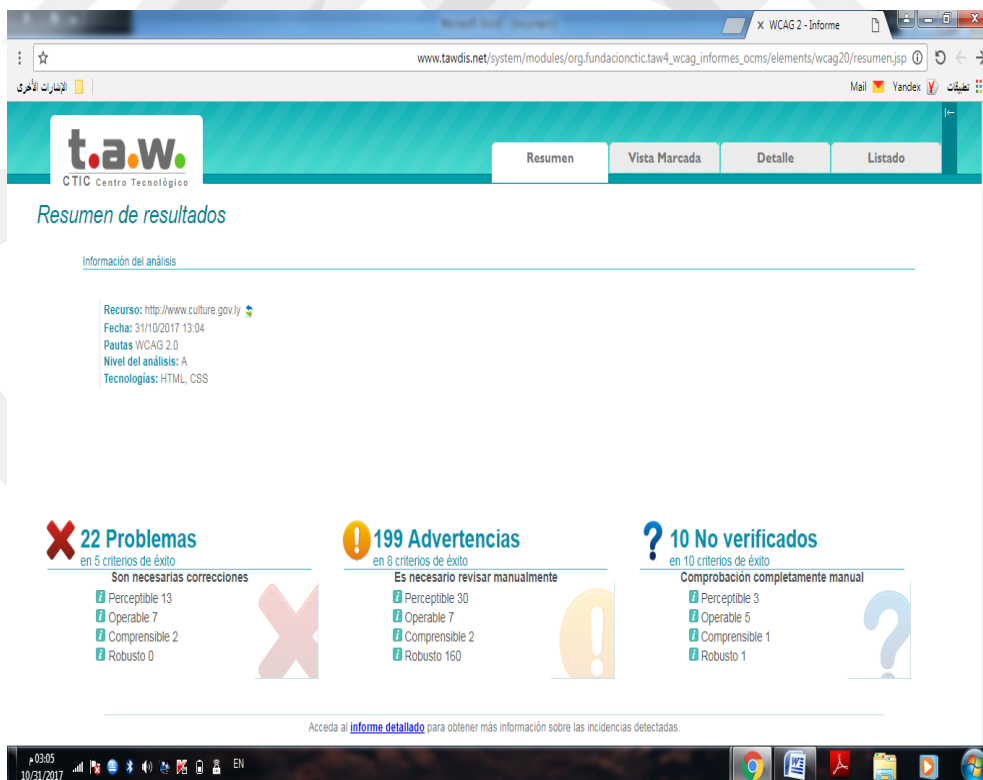 WCAG 2 - Informe
www.tawdis.net/system/modules/org.fundacionctic.taw4_wcag_informes_ocms/elements/wcag20/resumen.jsp
تطبيقات Yandex Mail الإشارات الأخرى
t.a.w.
CTIC Centro Tecnológico
Resumen Vista Marcada Detalle Listado
Resumen de resultados
Información del análisis
Recurso: http://www.culture.gov.ly
Fecha: 31/10/2017 13:04
Pautas WCAG 2.0
Nivel del análisis: A
Tecnologías: HTML, CSS
22 Problemas
en 5 criterios de éxito
Son necesarias correcciones
Perceptible 13
Operable 7
Comprensible 2
Robusto 0
199 Advertencias
en 8 criterios de éxito
Es necesario revisar manualmente
Perceptible 30
Operable 7
Comprensible 2
Robusto 160
10 No verificados
en 10 criterios de éxito
Comprobación completamente manual
Perceptible 3
Operable 5
Comprensible 1
Robusto 1
Acceda al informe detallado para obtener más información sobre las incidencias detectadas.
03:05 م
10/31/2017
EN